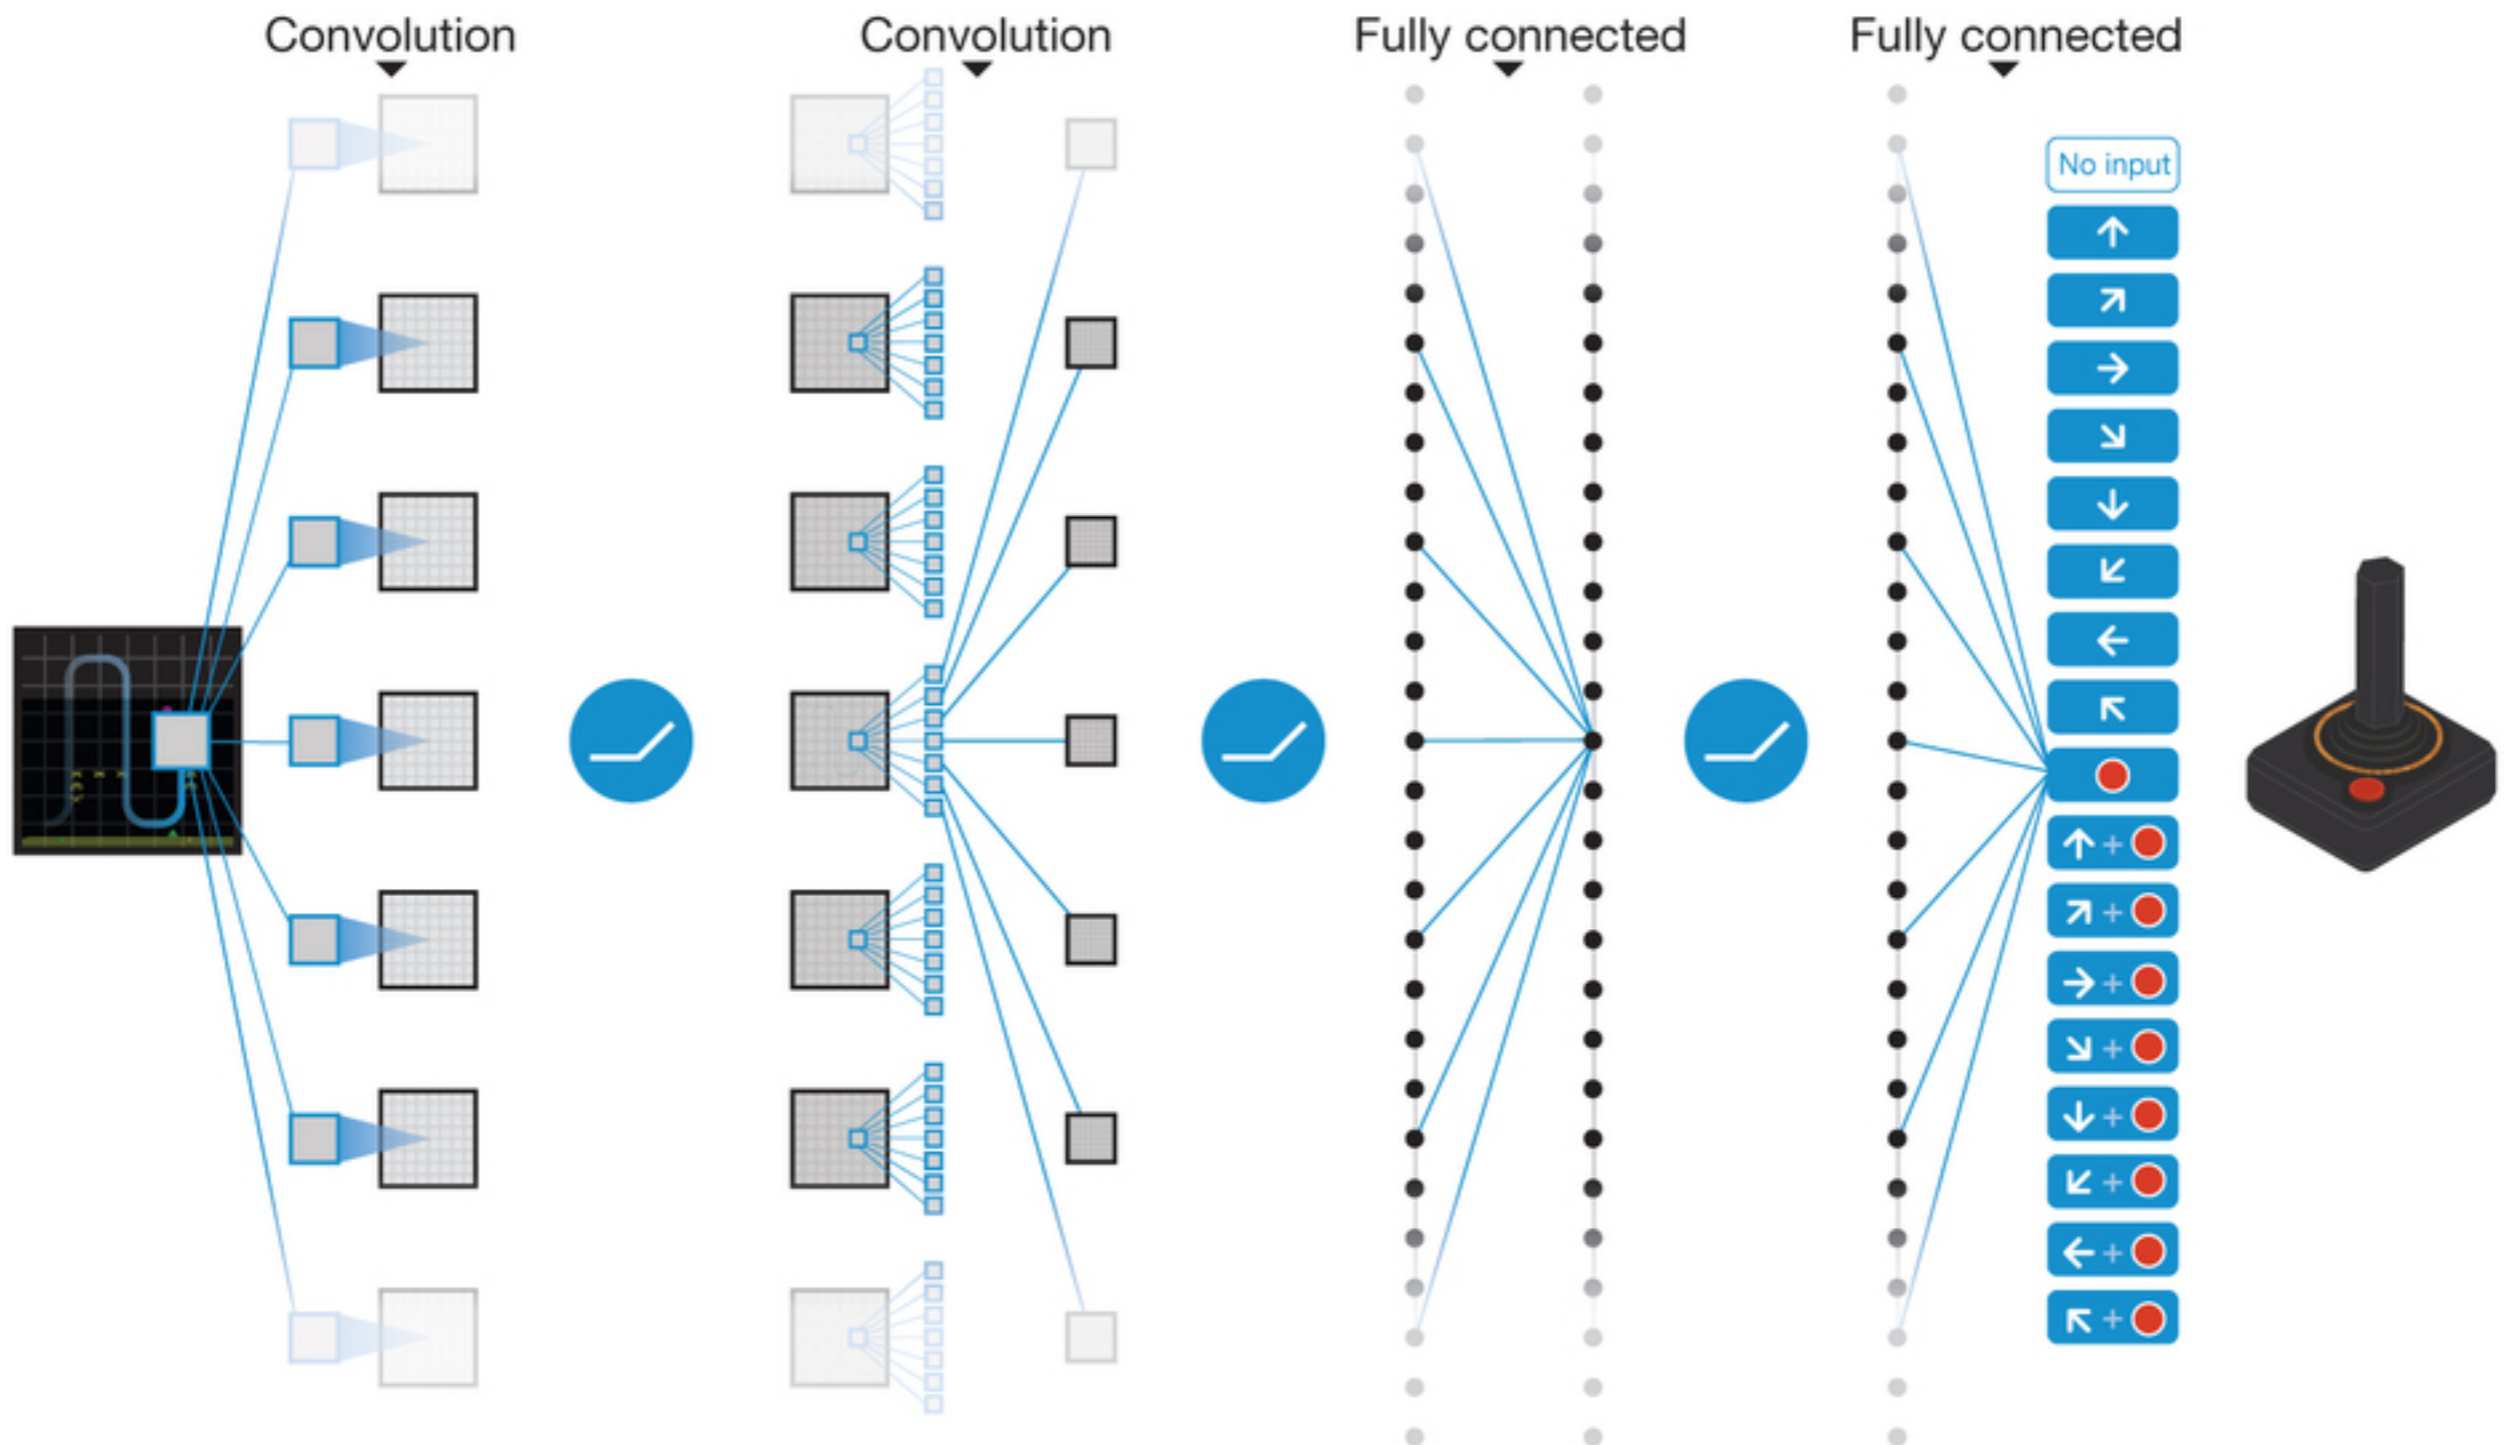 Convolution
Convolution
Fully connected
Fully connected
No input
+
+
+
+
+
+
+
+